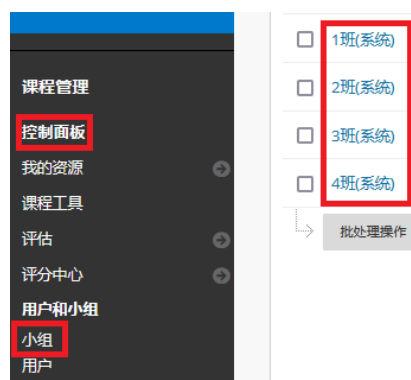 课程管理
控制面板
我的资源
课程工具
评估
评分中心
用户和小组
小组
用户
1班(系统)
2班(系统)
3班(系统)
4班(系统)
批处理操作